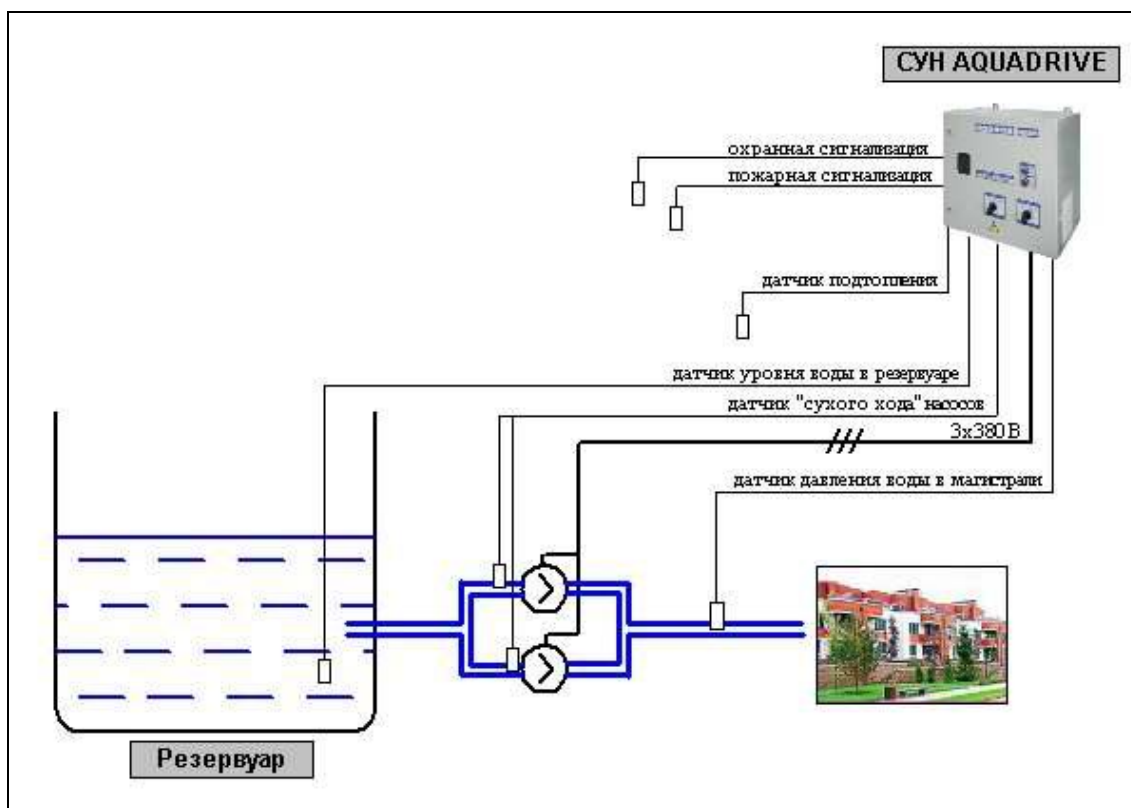 СУН AQUADRIVE
охранная сигнализация
пожарная сигнализация
датчик подтопления
датчик уровня воды в резервуаре
датчик "сухого хода" насосов
3x380 В
датчик давления воды в магистрали
Резервуар